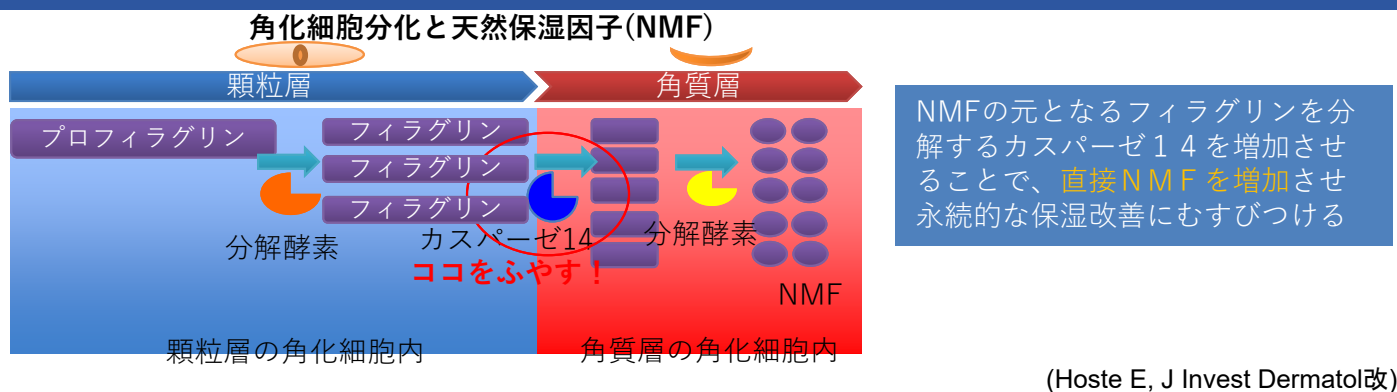 角化細胞分化と天然保湿因子(NMF)
顆粒層
角質層
プロフィラグリン
フィラグリン
フィラグリン
フィラグリン
分解酵素
カスパーゼ14
ココをふやす！
分解酵素
NMF
顆粒層の角化細胞内
角質層の角化細胞内
NMFの元となるフィラグリンを分
解するカスパーゼ１４を増加させ
ることで、直接ＮＭＦを増加させ
永続的な保湿改善にむすびつける
(Hoste E, J Invest Dermatol改)